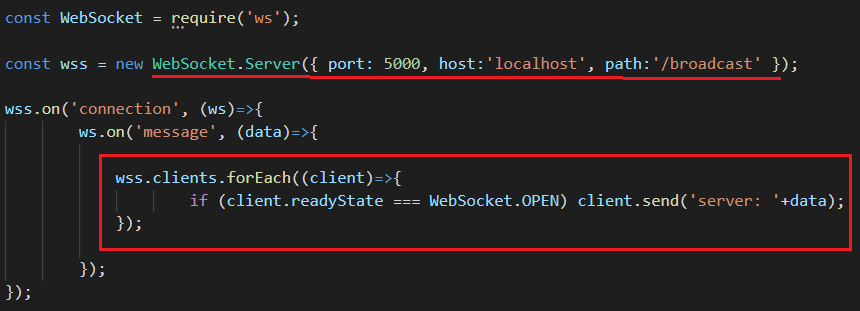 const WebSocket = require('ws');
const wss = new WebSocket.Server({ port: 5000, host:'localhost', path:'/broadcast' });
wss.on('connection', (ws)=>{
ws.on('message', (data)=>{
wss.clients.forEach((client)=>{
if (client.readyState === WebSocket.OPEN) client.send('server: '+data);
});
});
});